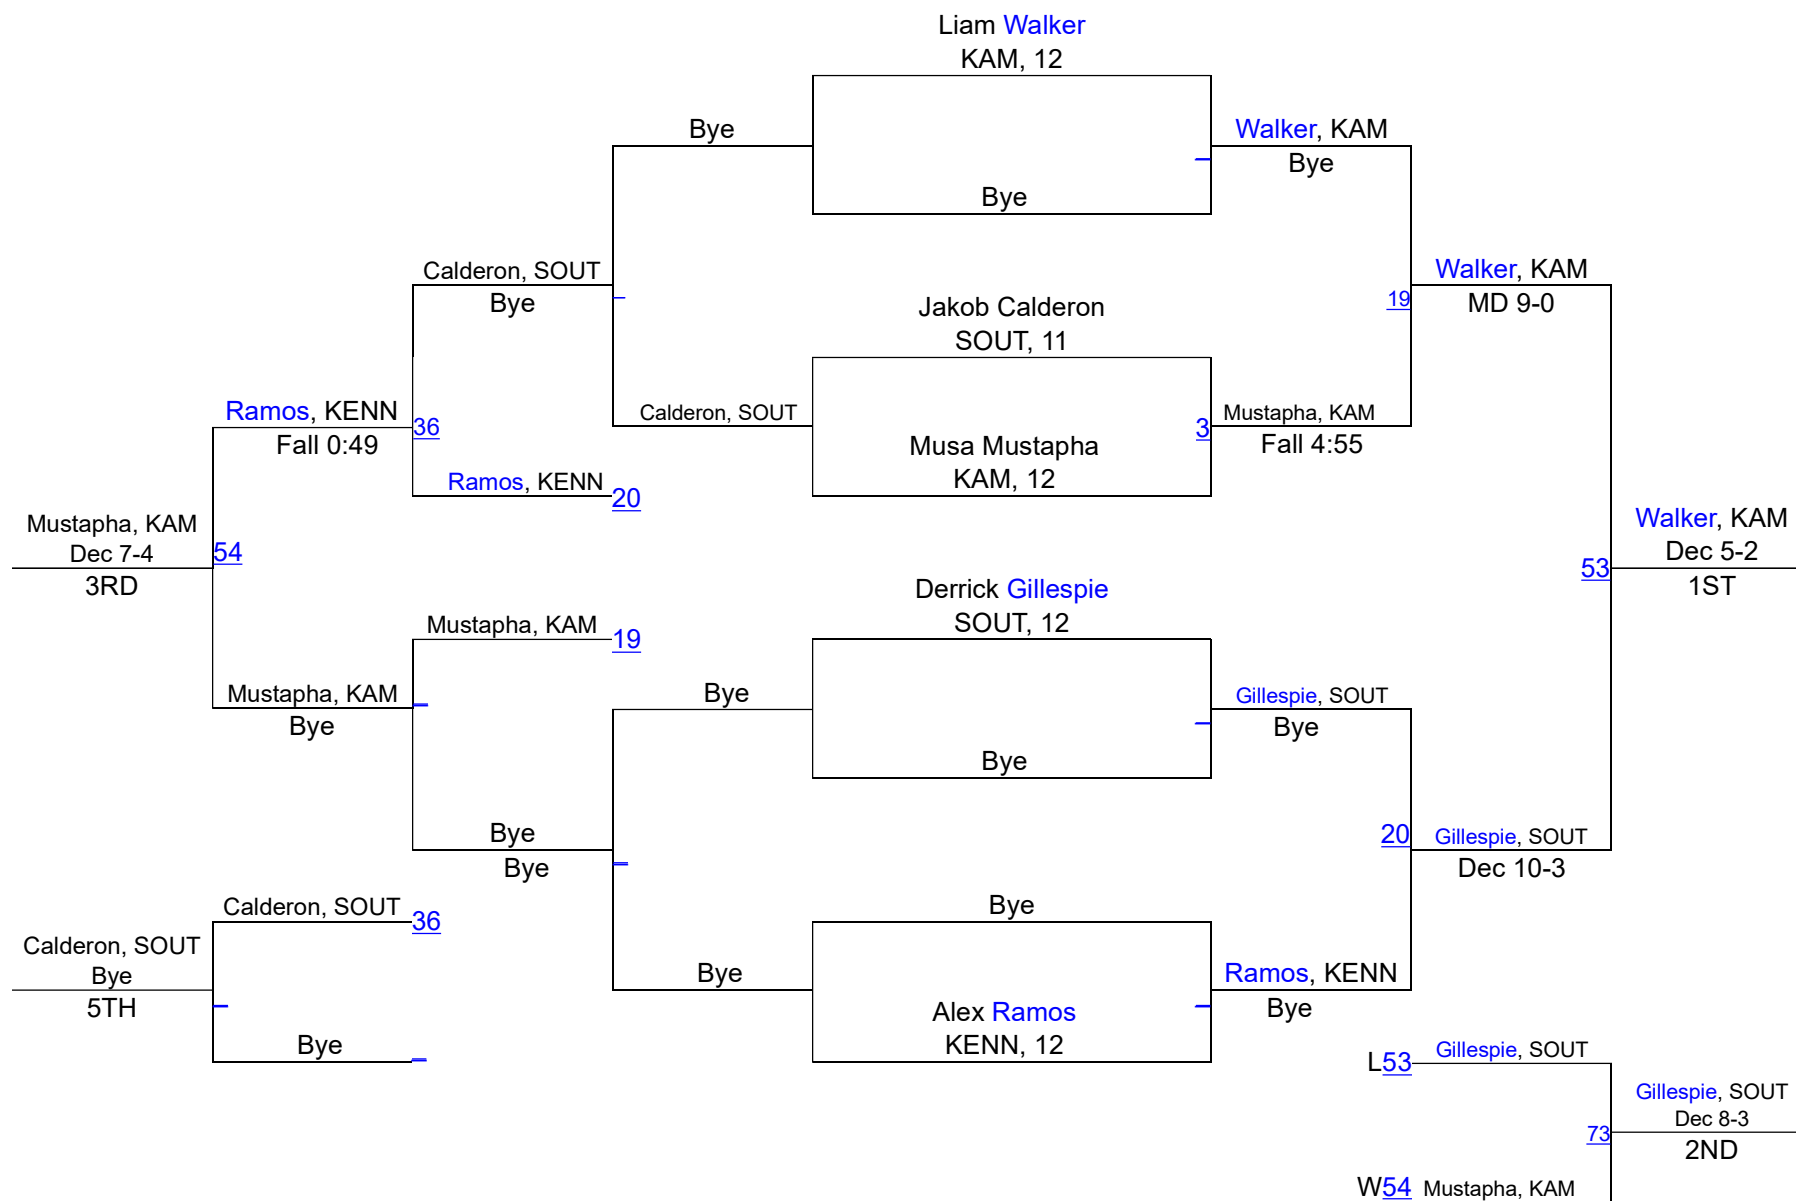 Liam Walker
KAM, 12
Bye
Walker, KAM
Bye
Bye
Calderon, SOUT
Bye
Walker, KAM
MD 9-0
19
Jakob Calderon
SOUT, 11
Ramos, KENN
Fall 0:49
36
Calderon, SOUT
Musa Mustapha
KAM, 12
3
Mustapha, KAM
Fall 4:55
Ramos, KENN
20
Mustapha, KAM
Dec 7-4
3RD
54
Walker, KAM
Dec 5-2
1ST
53
Derrick Gillespie
SOUT, 12
Mustapha, KAM
19
Mustapha, KAM
Bye
Bye
Gillespie, SOUT
Bye
Bye
Bye
Bye
20
Gillespie, SOUT
Dec 10-3
Calderon, SOUT
36
Bye
Calderon, SOUT
Bye
5TH
Bye
Alex Ramos
KENN, 12
Ramos, KENN
Bye
Bye
L53
Gillespie, SOUT
Gillespie, SOUT
Dec 8-3
2ND
73
W54
Mustapha, KAM